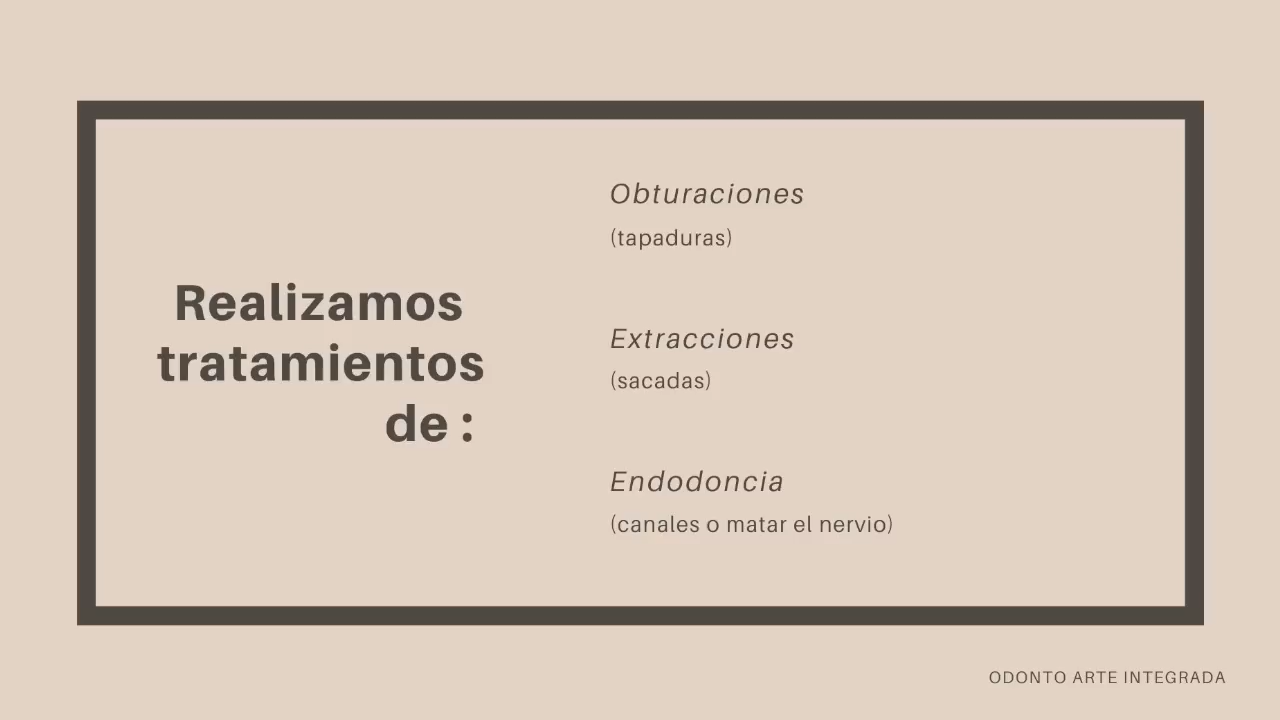 Realizamos
tratamientos
de :
Obturaciones
(tapaduras)
Extracciones
(sacadas)
Endodoncia
(canales o matar el nervio)
ODONTO ARTE INTEGRADA